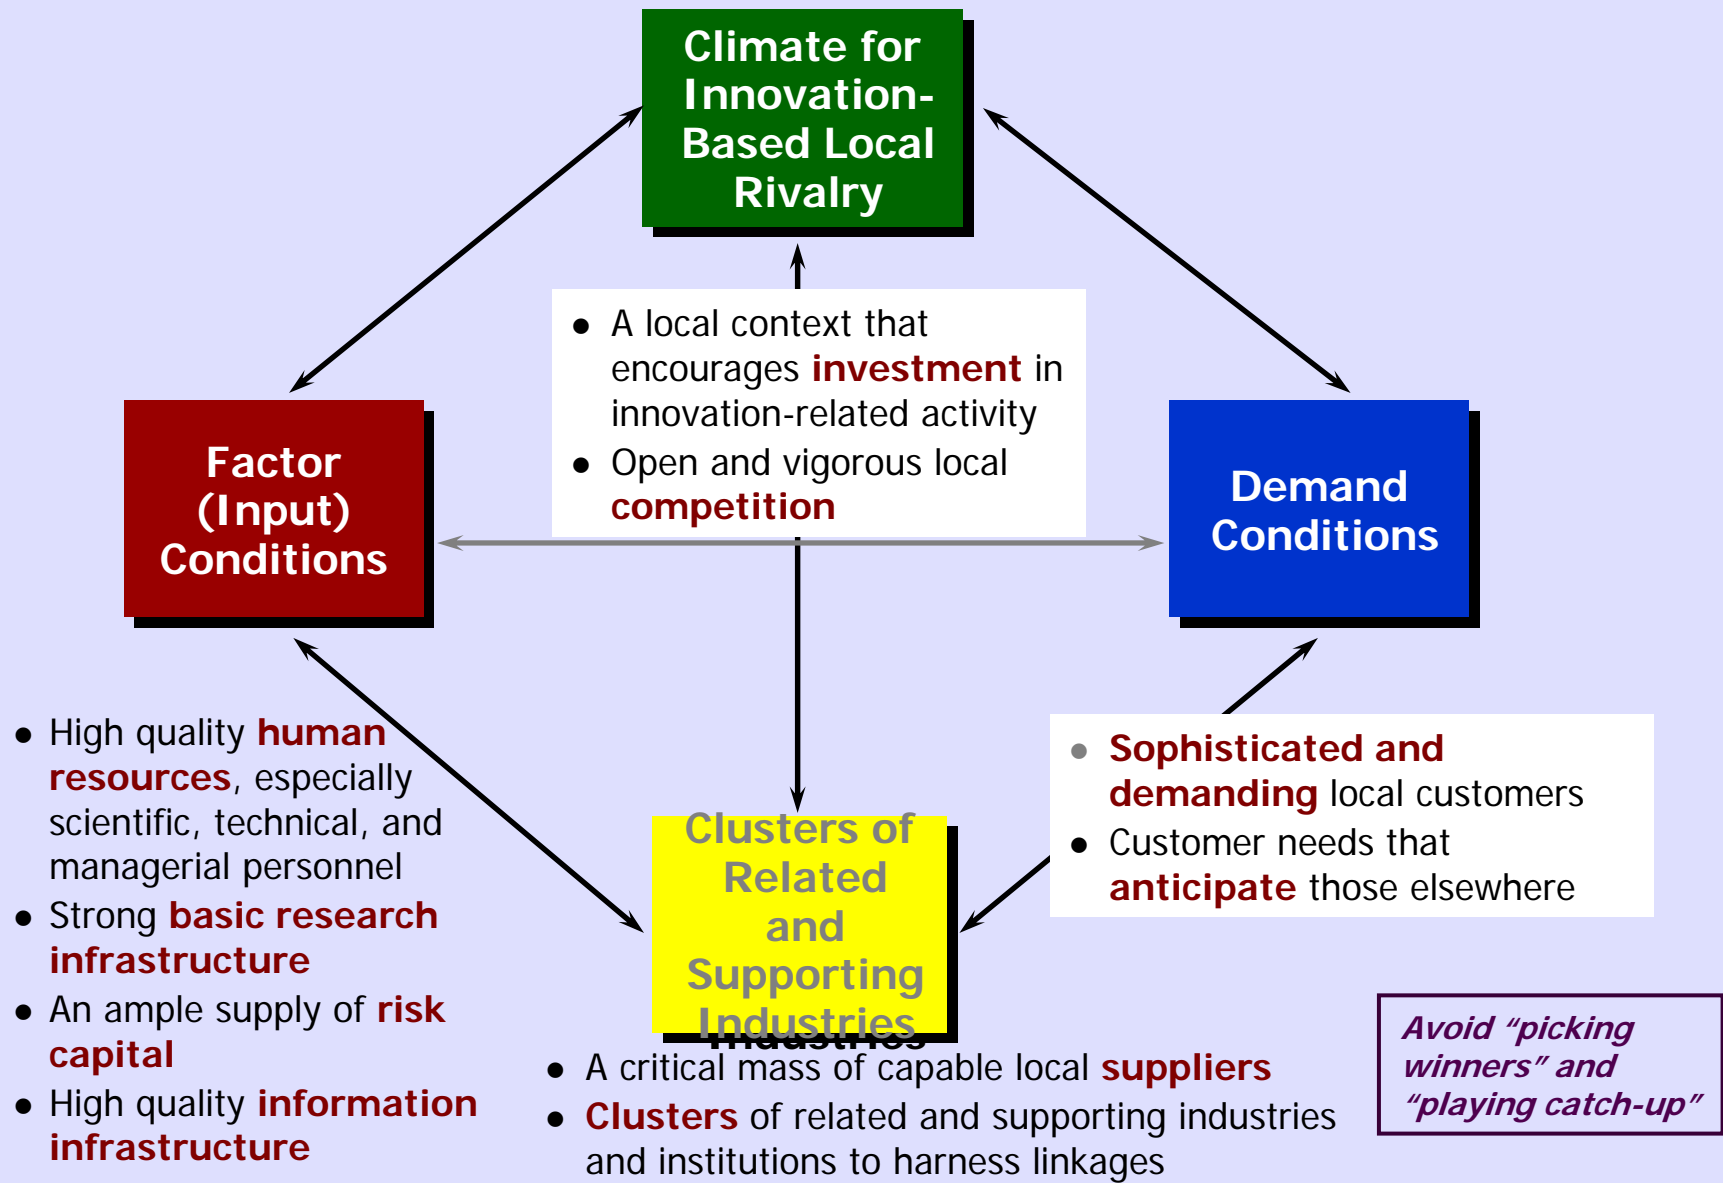 Climate for
Innovation-
Based Local
Rivalry
● A local context that
encourages investment in
innovation-related activity
● Open and vigorous local
competition
Factor
(Input)
Conditions
Demand
Conditions
● High quality human
resources, especially
scientific, technical, and
managerial personnel
● Strong basic research
infrastructure
● An ample supply of risk
capital
● High quality information
infrastructure
● Sophisticated and
demanding local customers
● Customer needs that
anticipate those elsewhere
Clusters of
Related
and
Supporting
Industries
● A critical mass of capable local suppliers
● Clusters of related and supporting industries
and institutions to harness linkages
Avoid “picking
winners” and
“playing catch-up”